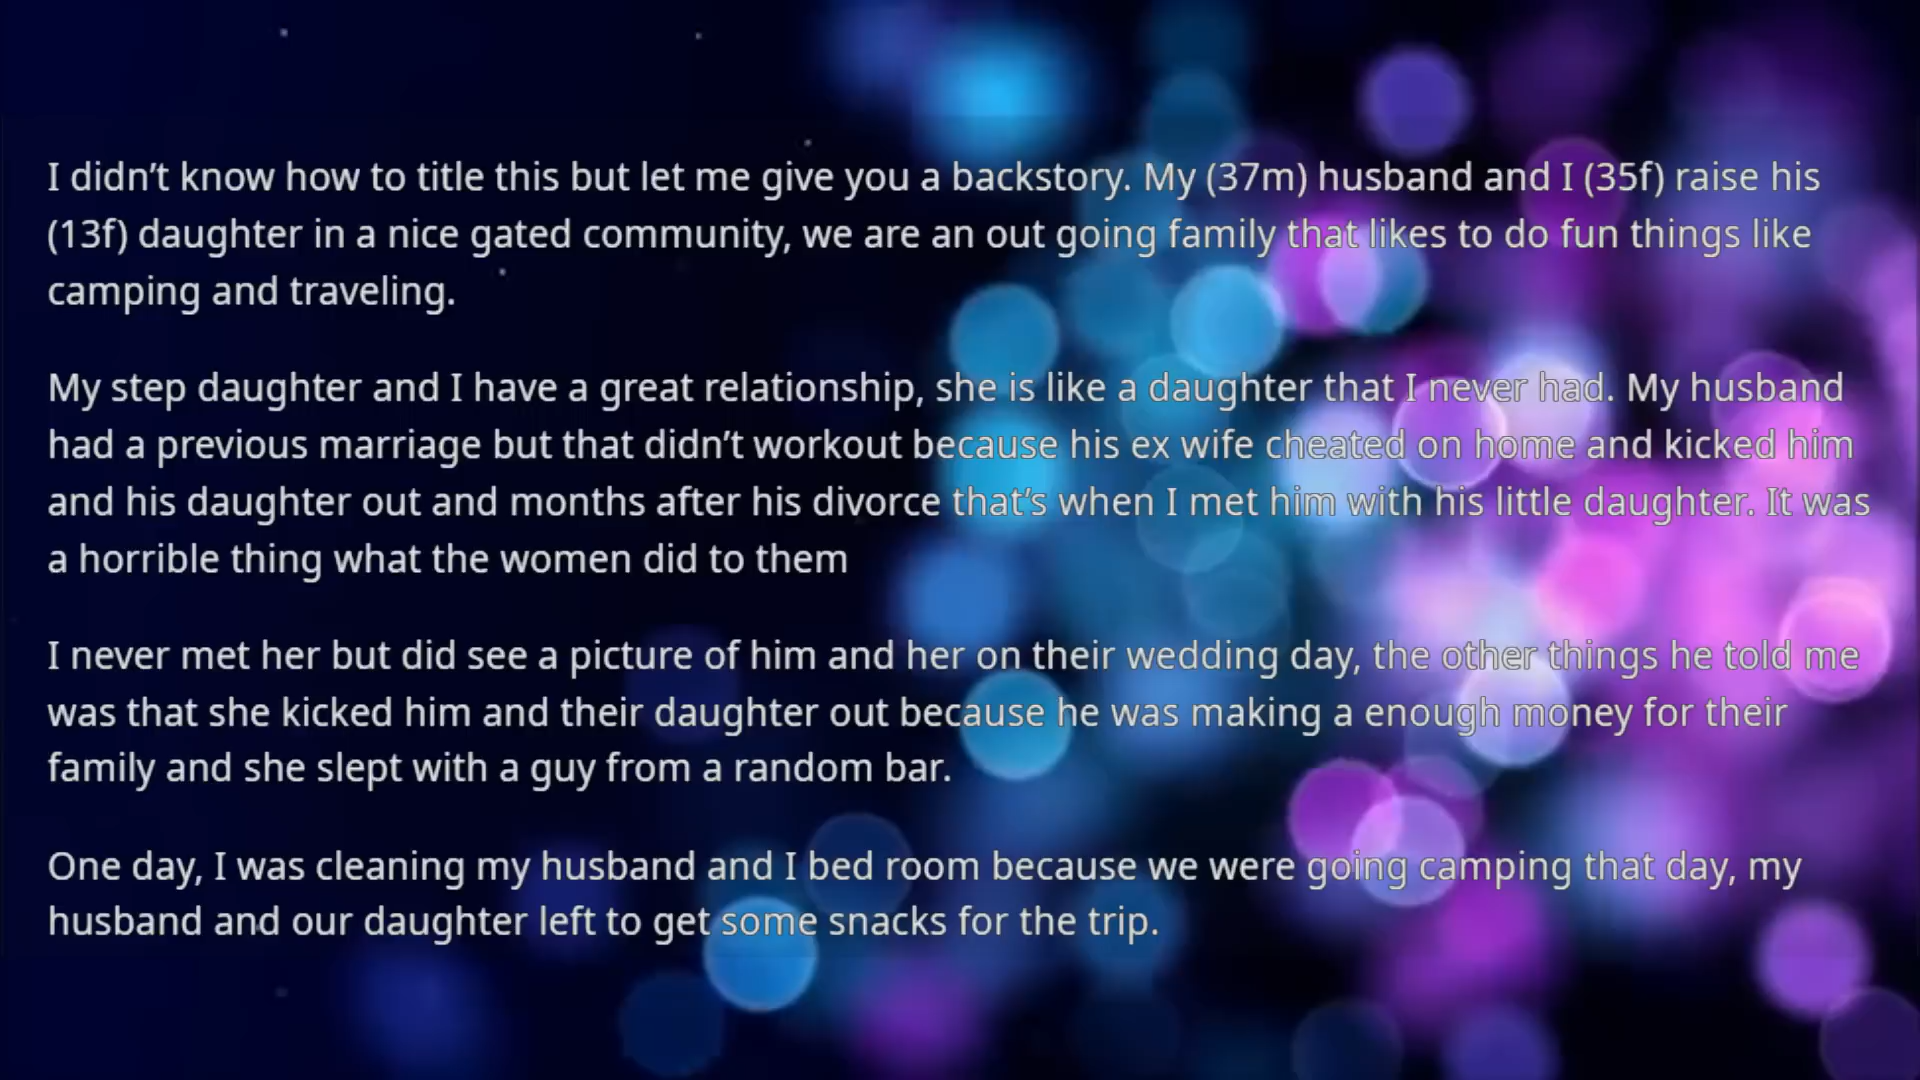 I didn’t know how to title this but let me give you a backstory. My (37m) husband and I (35f) raise his
(13f) daughter in a nice gated community, we are an out going family that likes to do fun things like
camping and traveling.
My step daughter and I have a great relationship, she is like a daughter that I never had. My husband
had a previous marriage but that didn’t workout because his ex wife cheated on home and kicked him
and his daughter out and months after his divorce that’s when I met him with his little daughter. It was
a horrible thing what the women did to them
I never met her but did see a picture of him and her on their wedding day, the other things he told me
was that she kicked him and their daughter out because he was making a enough money for their
family and she slept with a guy from a random bar.
One day, I was cleaning my husband and I bed room because we were going camping that day, my
husband and our daughter left to get some snacks for the trip.